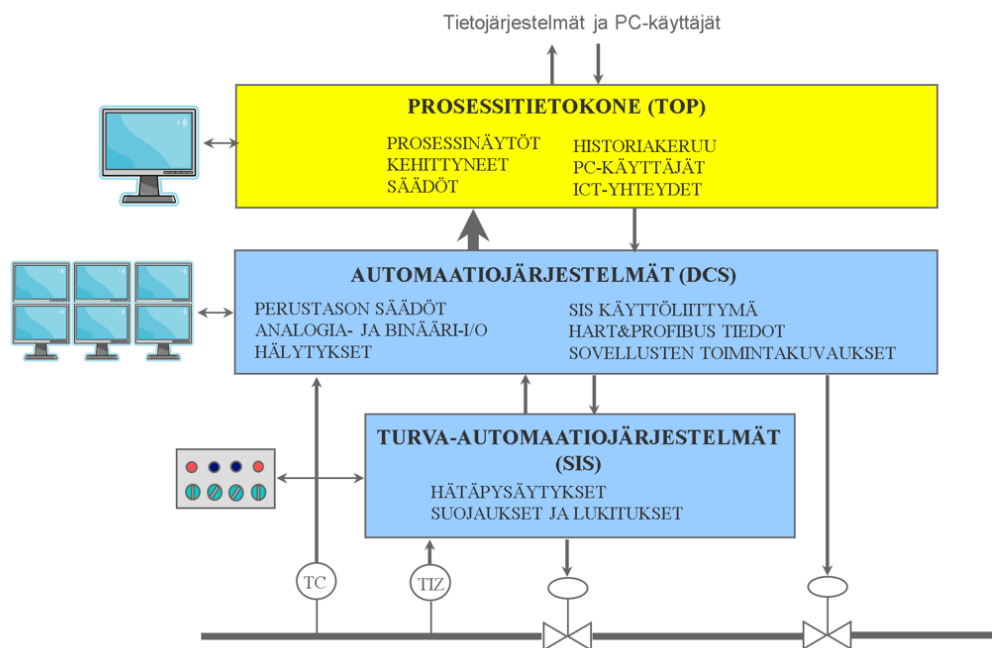 Tietojärjestelmät ja PC-käyttäjät
PROSESSITIETOKONE (TOP)
PROSESSINÄYTÖT
KEHITTYNEET
SÄÄDÖT
HISTORIAKERUU
PC-KÄYTTÄJÄT
ICT-YHTEYDET
AUTOMAATIOJÄRJESTELMÄT (DCS)
PERUSTASON SÄÄDÖT
ANALOGIA- JA BINÄÄRI-I/O
HÄLYTYKSET
SIS KÄYTTÖLIITTYMÄ
HART&PROFIBUS TIEDOT
SOVELLUSTEN TOIMINTAKUVAUKSET
TURVA-AUTOMAATIOJÄRJESTELMÄT
(SIS)
HÄTÄPYSÄYTYKSET
SUOJAUKSET JA LUKITUKSET
TC
TIZ